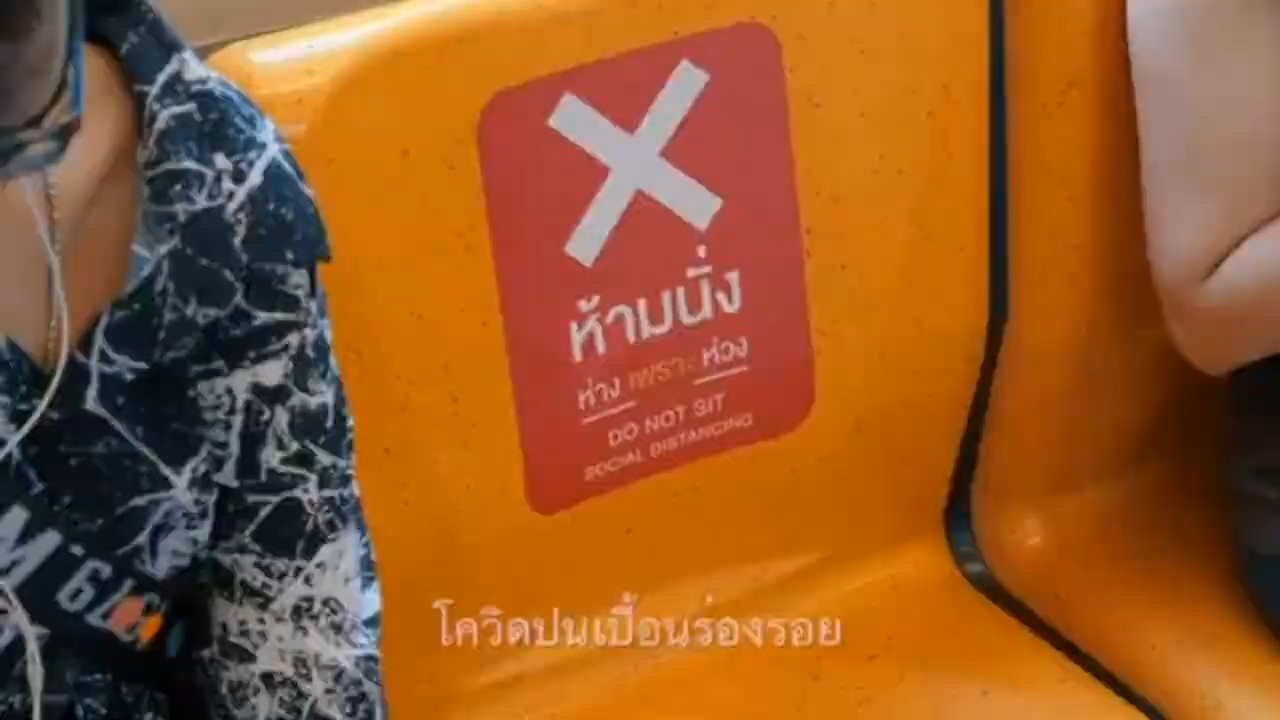 ห้ามนั่ง
ห่าง เพราะ ห่วง
DO NOT SIT
SOCIAL DISTANCING
โควิดปนเปื้อนร่องรอย